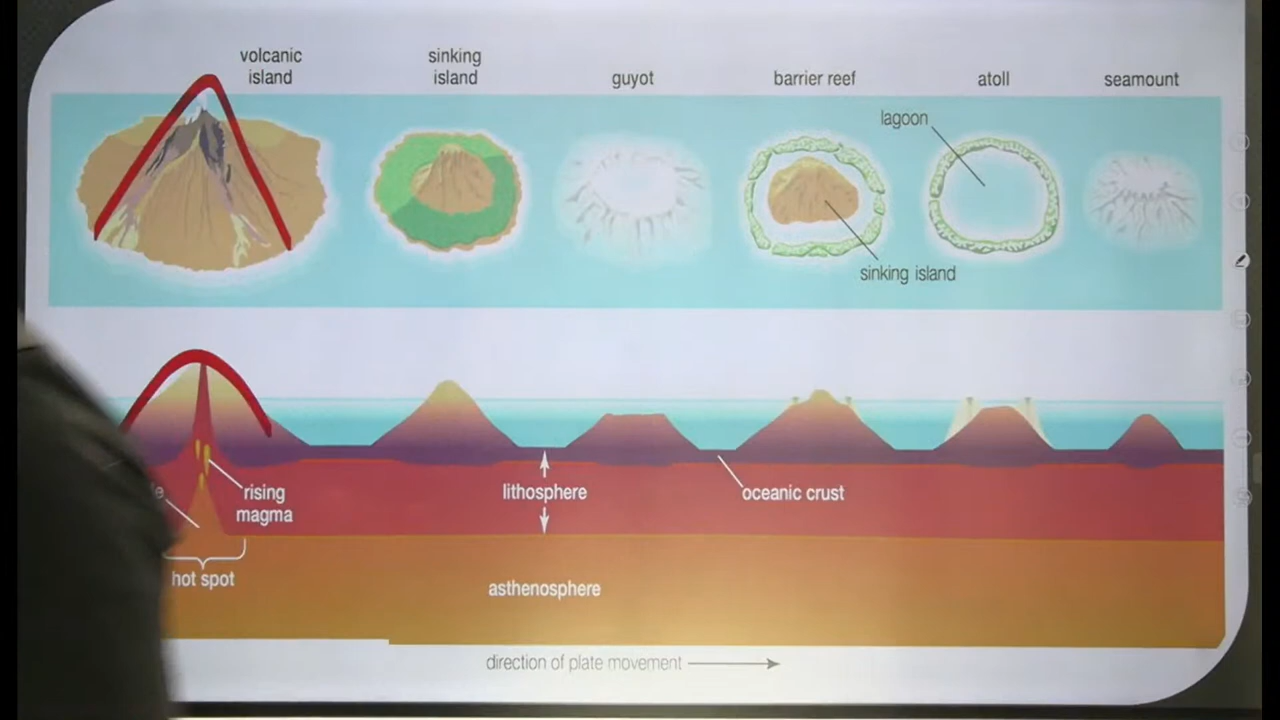 volcanic
island
sinking
island
guyot
barrier reef
atoll
seamount
lagoon
sinking island
rising
magma
lithosphere
oceanic crust
hot spot
asthenosphere
direction of plate movement